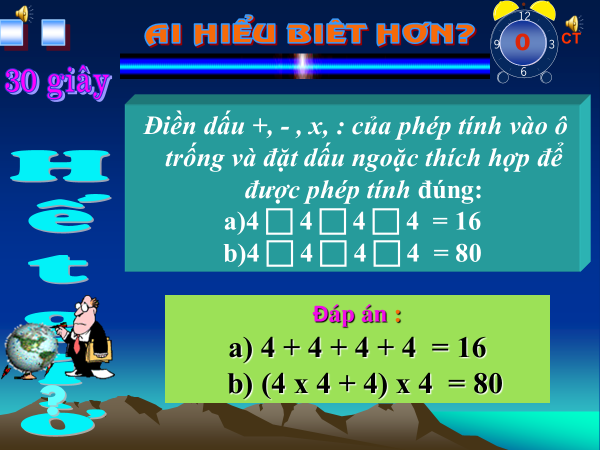 AI HIỂU BIÊT HƠN?
12
3
6
9
0
CT
30 giây
Hết giờ
Điền dấu +, - , x, : của phép tính vào ô
trống và đặt dấu ngoặc thích hợp để
được phép tính đúng:
a)4 □ 4 □ 4 □ 4 = 16
b)4 □ 4 □ 4 □ 4 = 80
Đáp án :
a) 4 + 4 + 4 + 4 = 16
b) (4 x 4 + 4) x 4 = 80